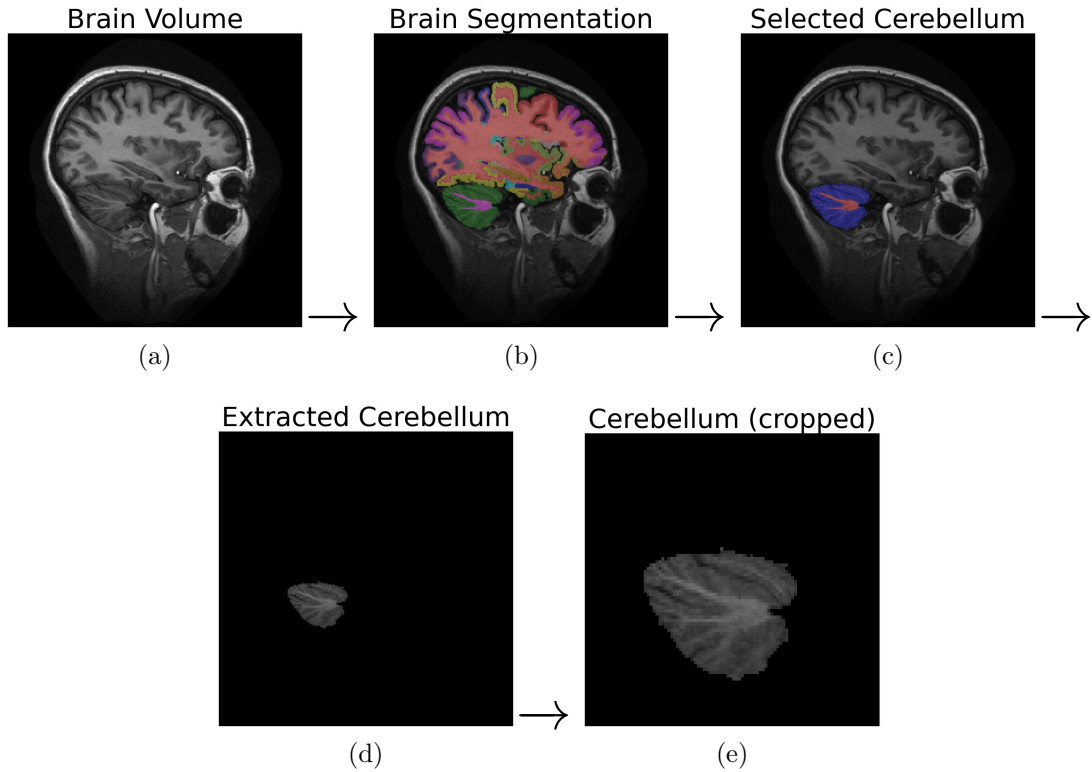 Brain Volume
Brain Segmentation
Selected Cerebellum
(a)
(b)
(c)
Extracted Cerebellum
Cerebellum (cropped)
(d)
(e)